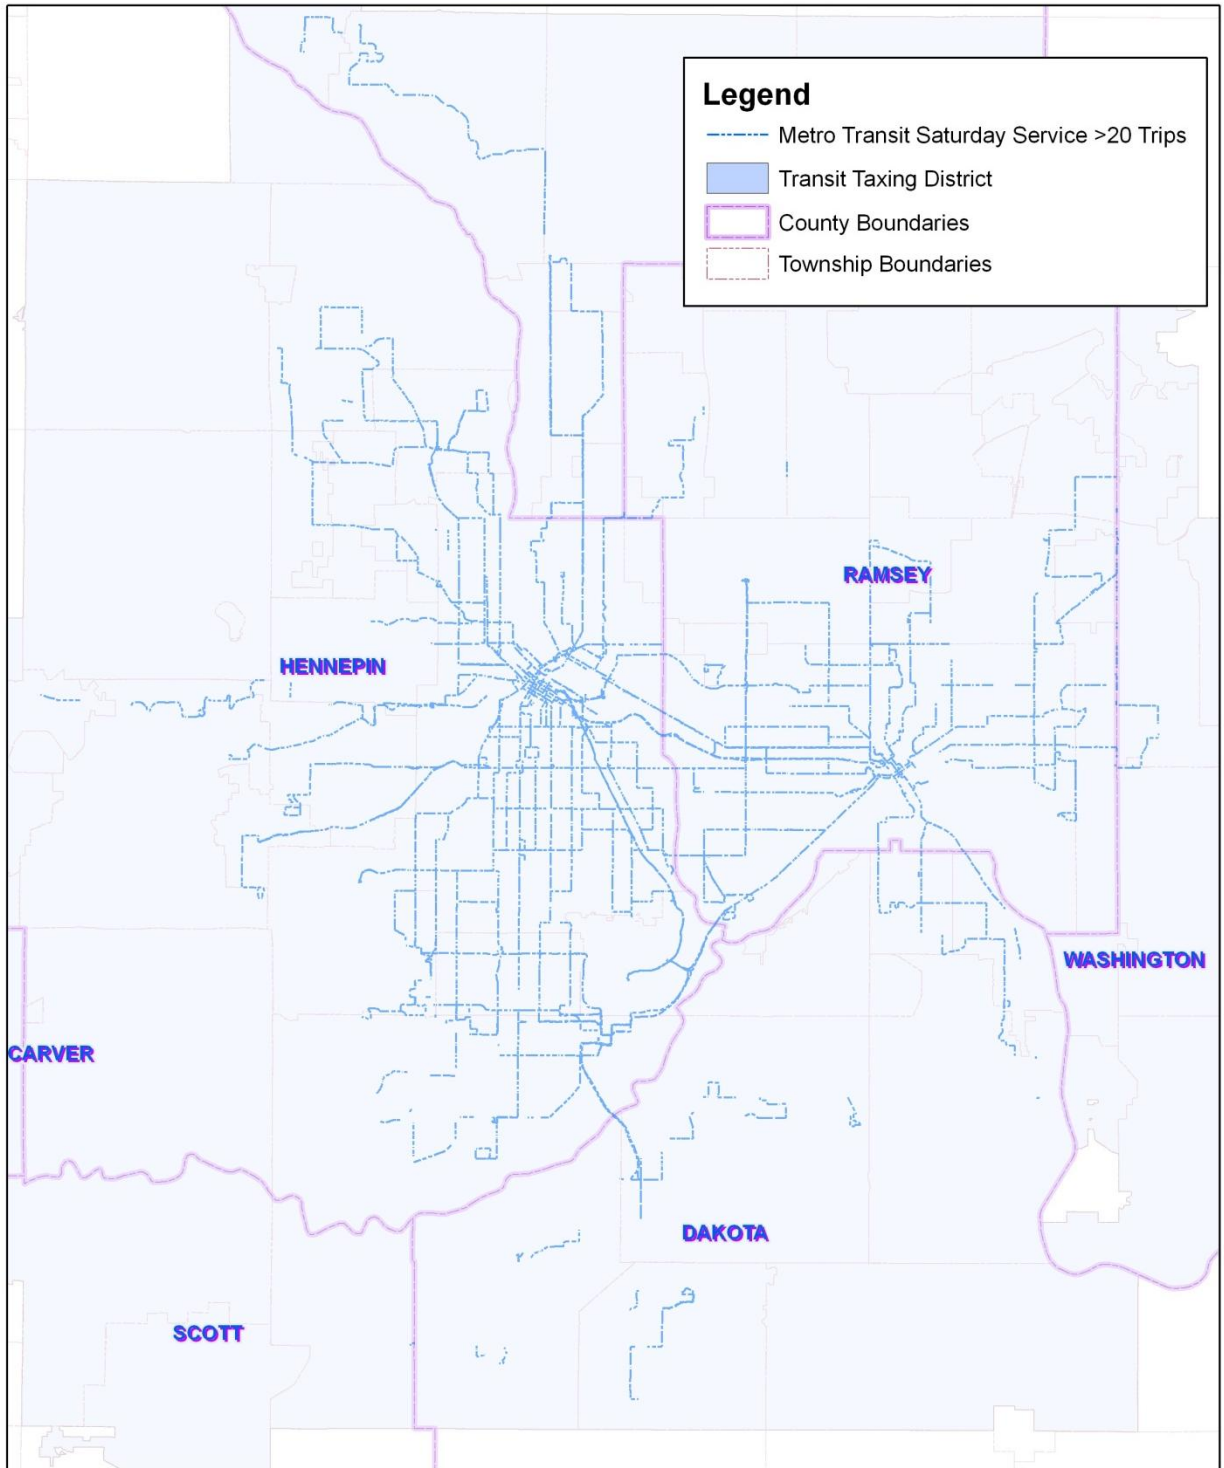 Legend
Metro Transit Saturday Service >20 Trips
Transit Taxing District
County Boundaries
Township Boundaries
RAMSEY
HENNEPIN
WASHINGTON
CARVER
DAKOTA
SCOTT